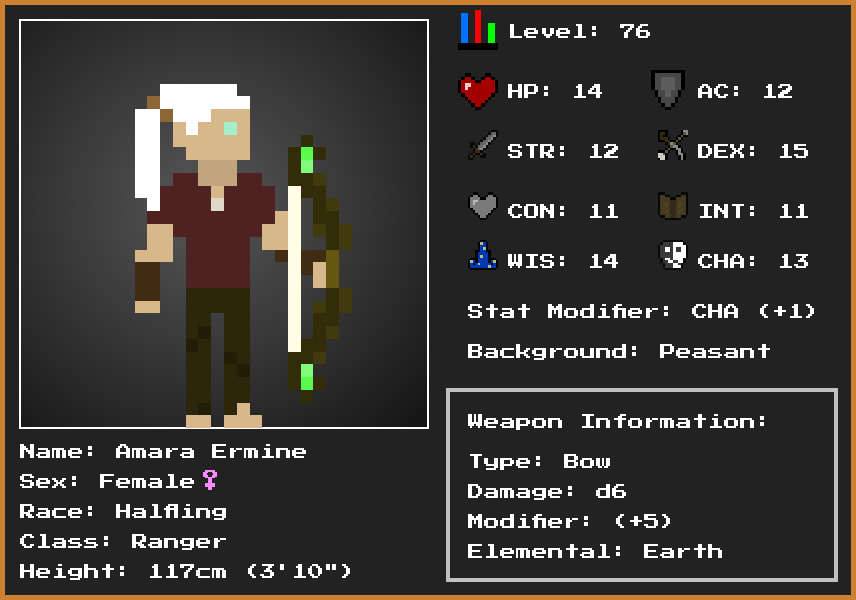 Level: 76
HP: 14 AC: 12
STR: 12 DEX: 15
CON: 11 INT: 11
WIS: 14 CHA: 13
Stat Modifier: CHA (+1)
Background: Peasant
Weapon Information:
Type: Bow
Damage: d6
Modifier: (+5)
Elemental: Earth
Name: Amara Ermine
Sex: Female♀
Race: Halfling
Class: Ranger
Height: 117cm (3'10")